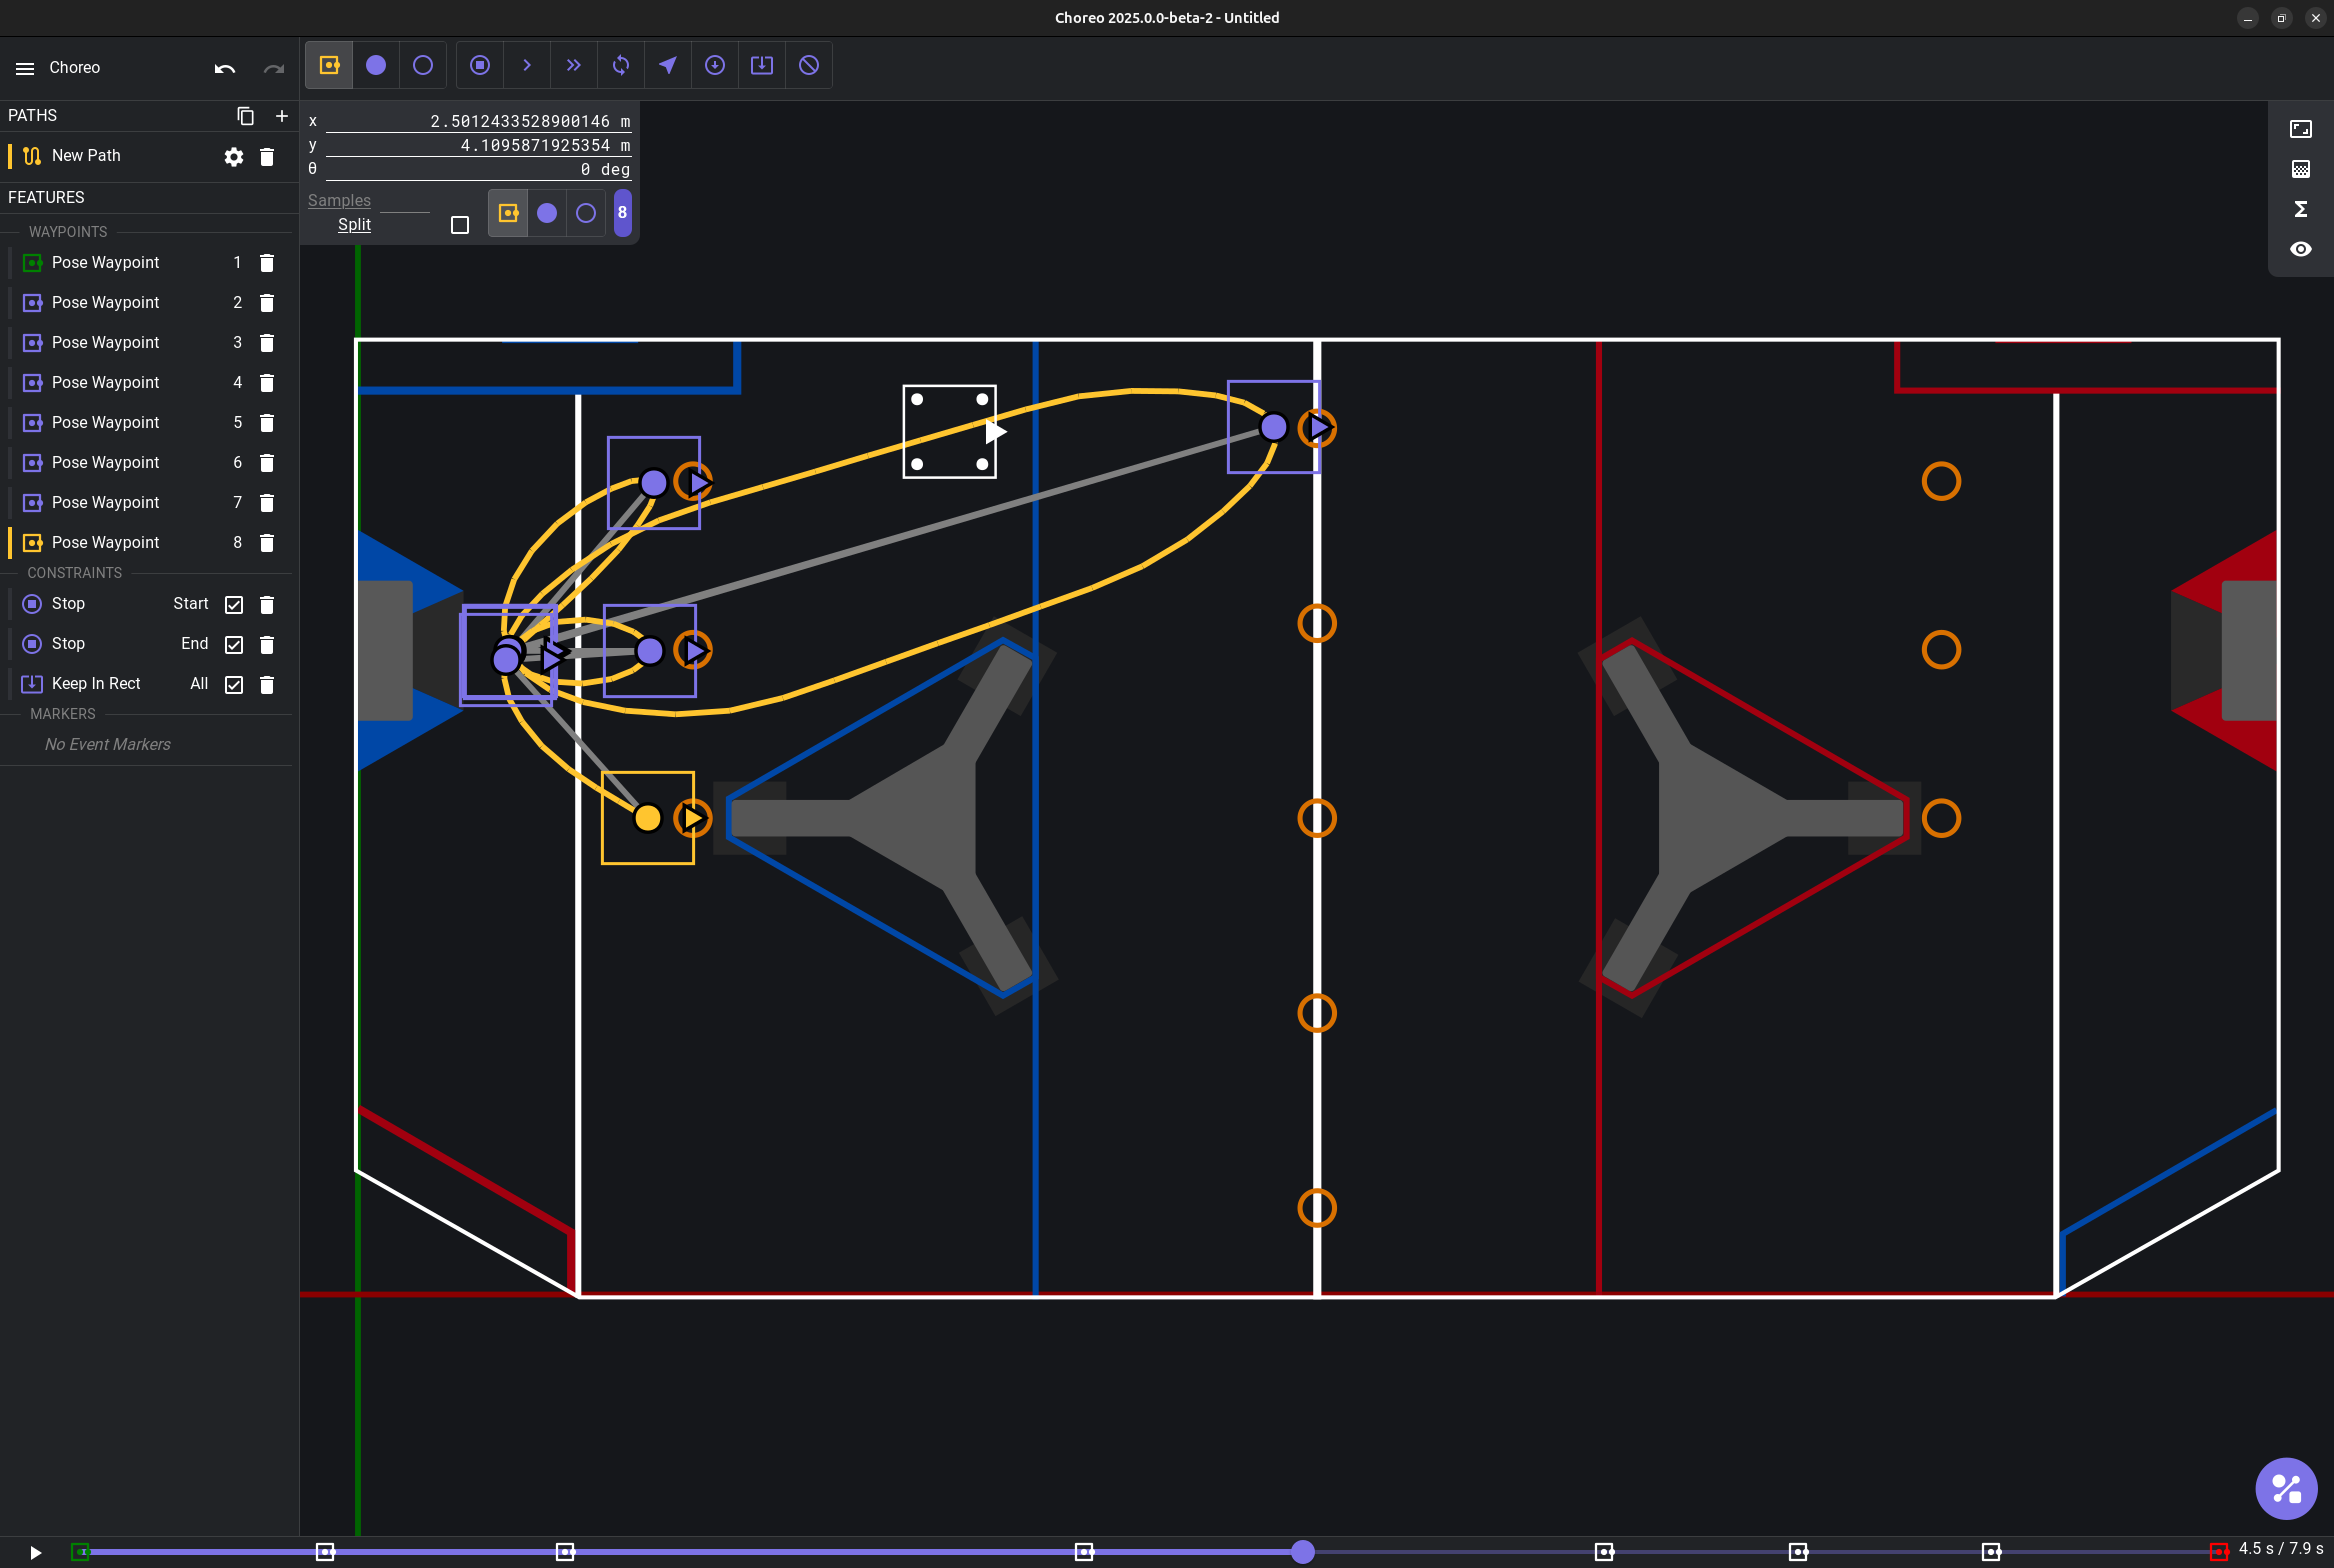 Choreo 2025.0.0-beta-2 - Untitled
Choreo
PATHS
New Path
FEATURES
WAYPOINTS
Pose Waypoint 1
Pose Waypoint 2
Pose Waypoint 3
Pose Waypoint 4
Pose Waypoint 5
Pose Waypoint 6
Pose Waypoint 7
Pose Waypoint 8
CONSTRAINTS
Stop Start
Stop End
Keep In Rect All
MARKERS
No Event Markers
x 2.5012433528900146 m
y 4.1095871925354 m
θ 0 deg
Samples
Split
8
4.5 s / 7.9 s